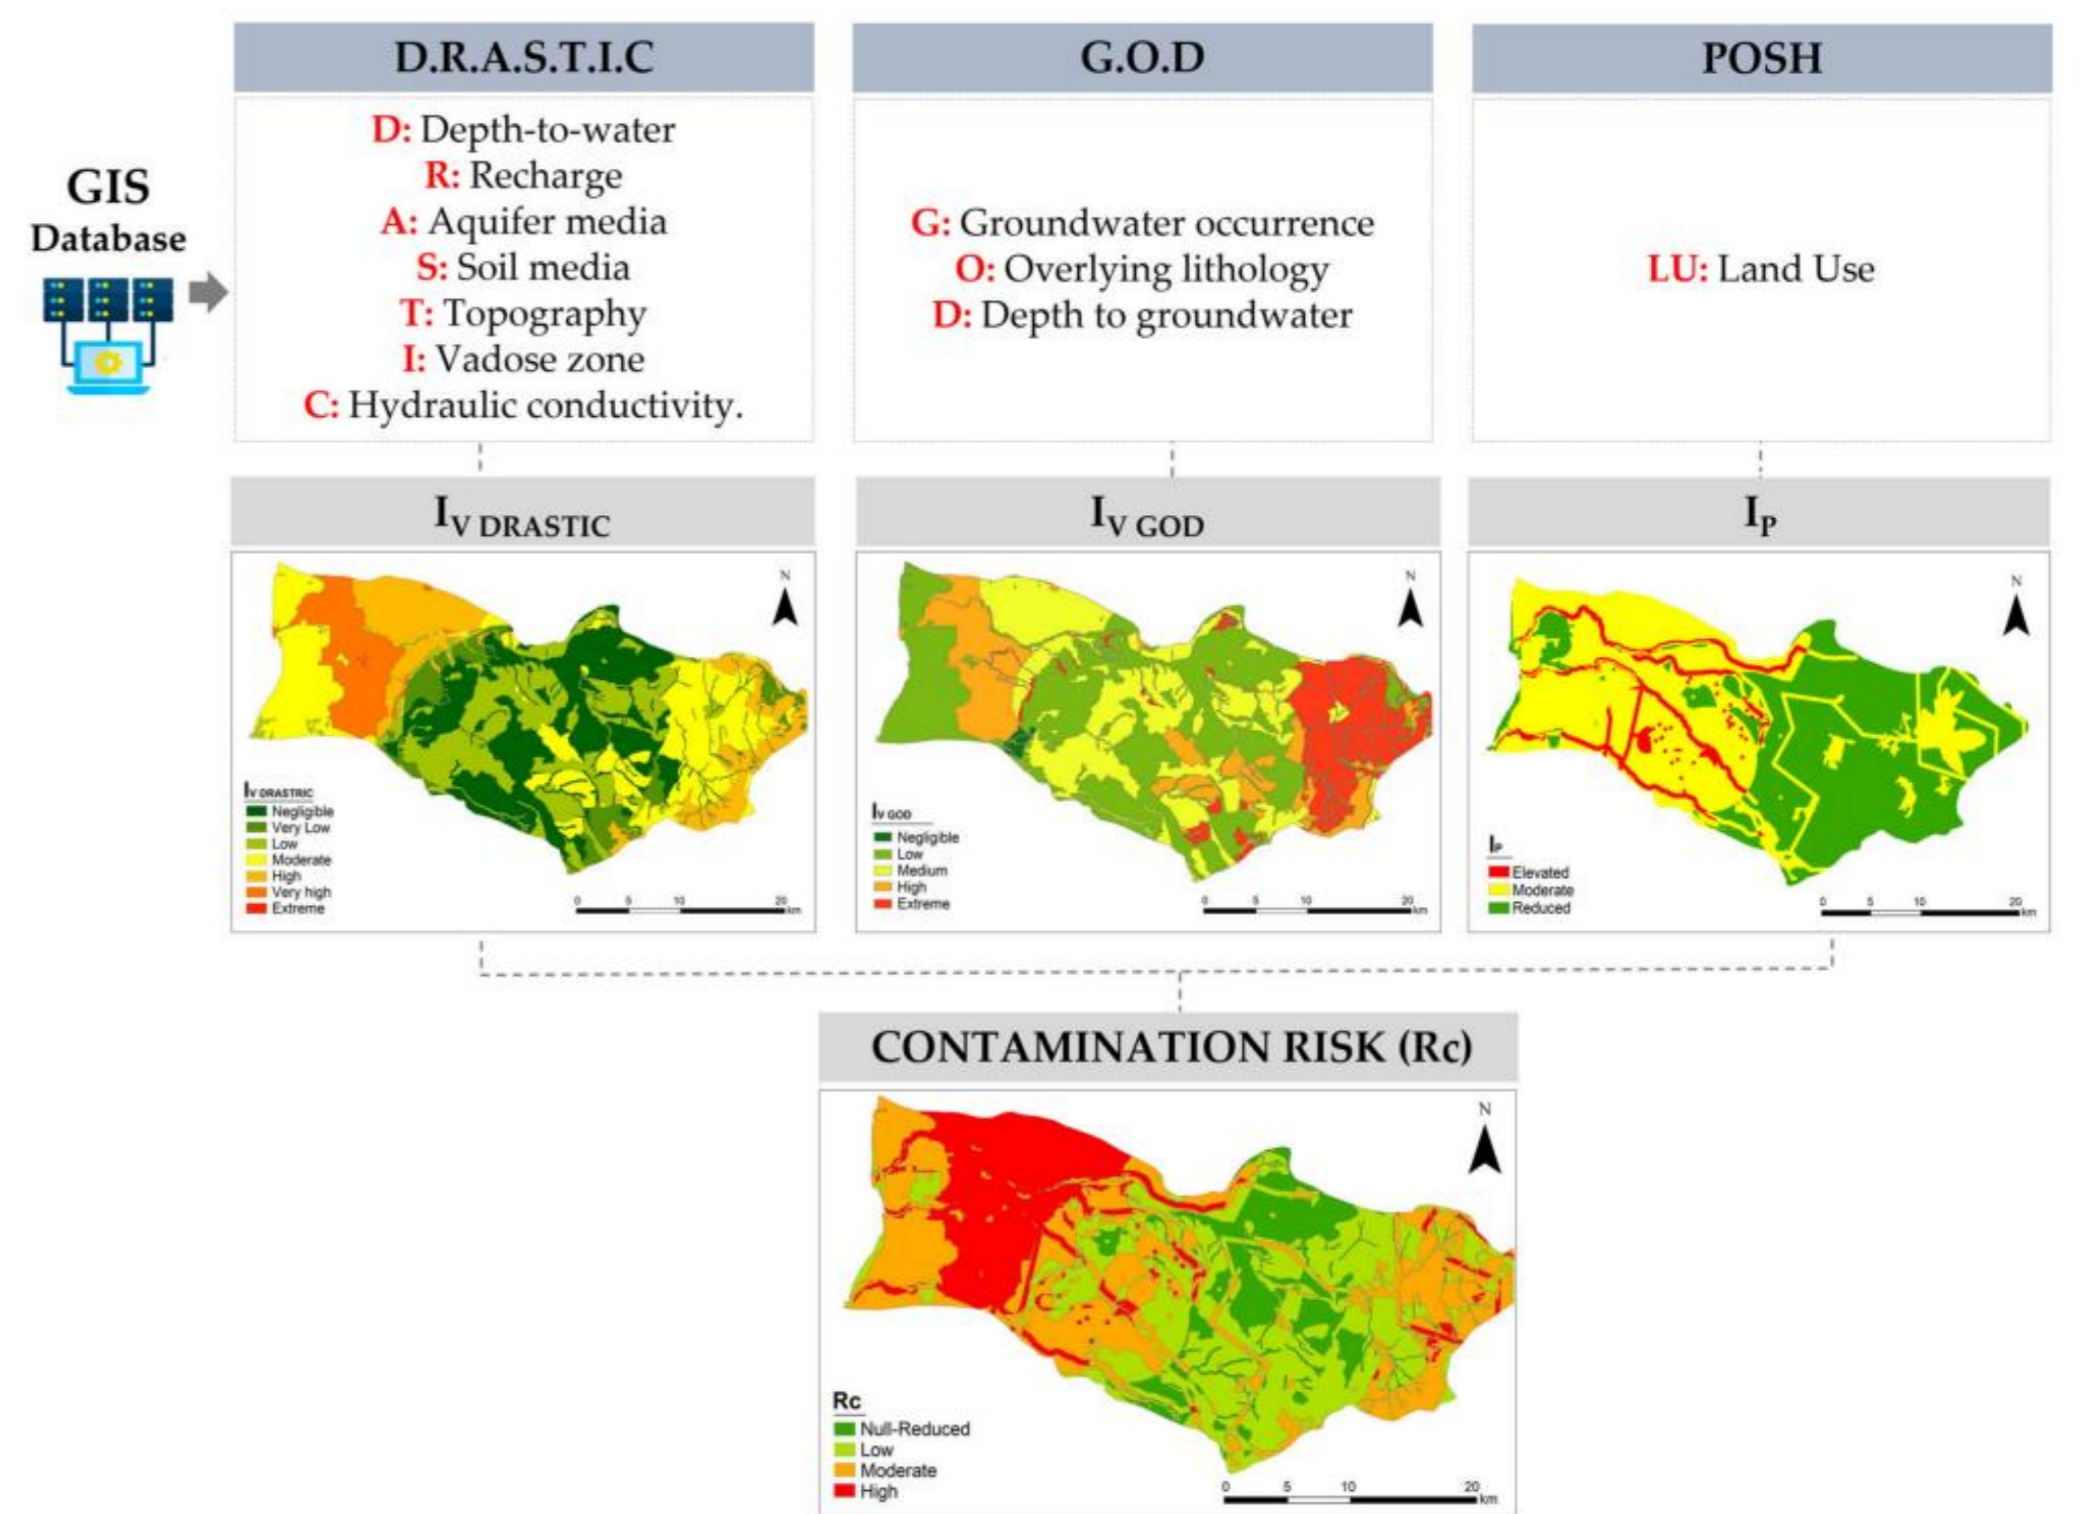 D.R.A.S.T.I.C
G.O.D
POSH
GIS
Database
D: Depth-to-water
R: Recharge
A: Aquifer media
S: Soil media
T: Topography
I: Vadose zone
C: Hydraulic conductivity.
G: Groundwater occurrence
O: Overlying lithology
D: Depth to groundwater
LU: Land Use
IV DRASTIC
IV GOD
IP
N
IV DRASTRIC
Negligible
Very Low
Low
Moderate
High
Very high
Extreme
0 5 10 20
km
N
IV GOD
Negligible
Low
Medium
High
Extreme
0 5 10 20
km
N
IP
Elevated
Moderate
Reduced
0 5 10 20
km
CONTAMINATION RISK (Rc)
N
Rc
Null-Reduced
Low
Moderate
High
0 5 10 20
km